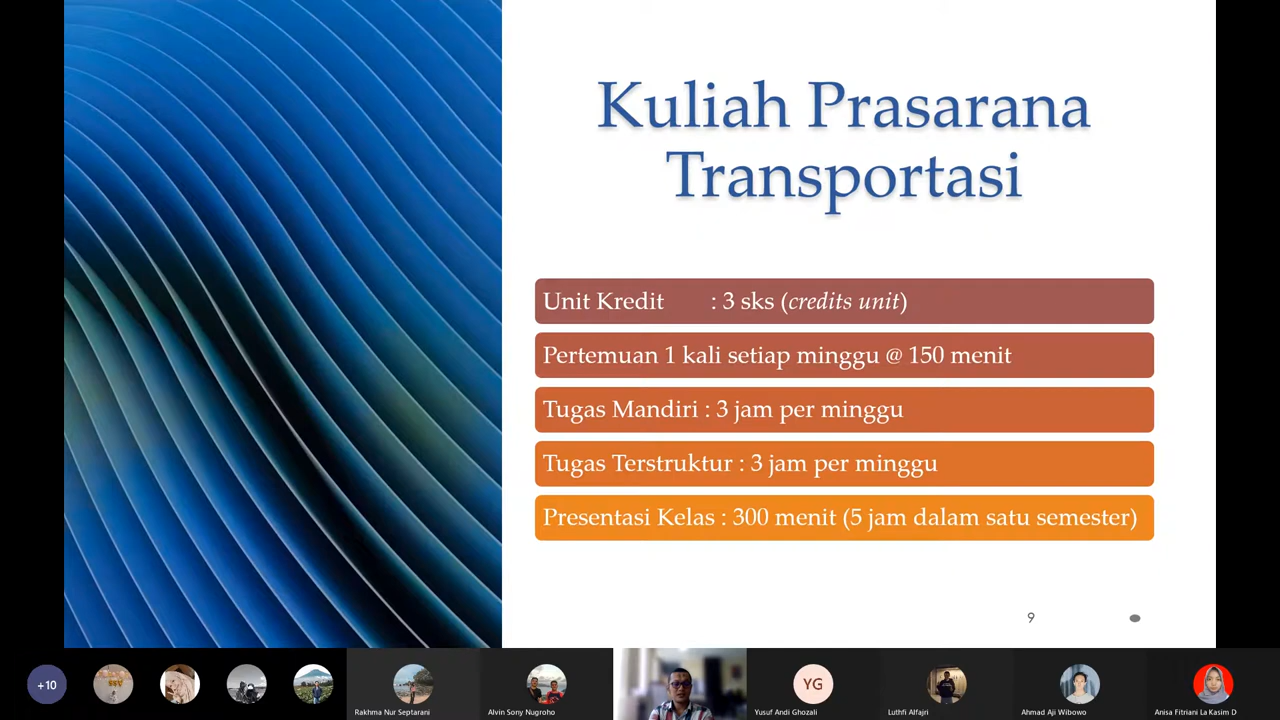 Kuliah Prasarana
Transportasi
Unit Kredit : 3 sks (credits unit)
Pertemuan 1 kali setiap minggu @ 150 menit
Tugas Mandiri : 3 jam per minggu
Tugas Terstruktur : 3 jam per minggu
Presentasi Kelas : 300 menit (5 jam dalam satu semester)
9
+10
YG
Rakhma Nur Septarani
Alvin Sony Nugroho
Yusuf Andi Ghozali
Luthfi Alfajri
Ahmad Aji Wibowo
Anisa Fitriani La Kasim D